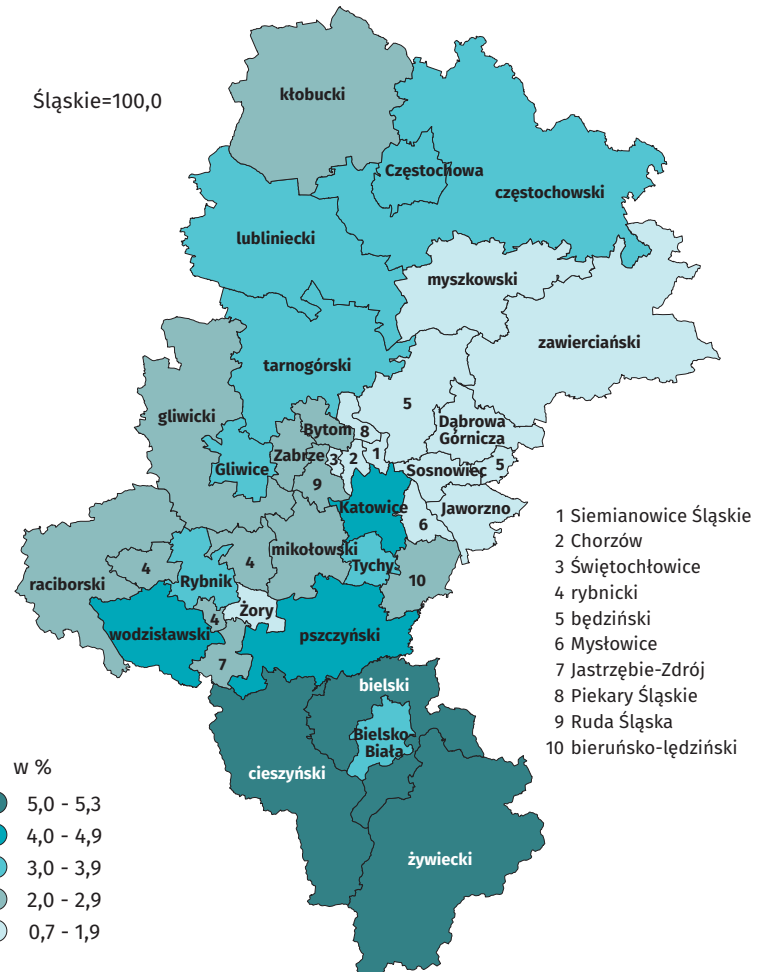 Śląskie=100,0
kłobucki
Częstochowa
częstochowski
lubliniecki
myszkowski
zawierciański
tarnogórski
5
gliwicki
Bytom
8
Dąbrowa
Górnicza
Zabrze
3
2
1
Gliwice
Sosnowiec
5
9
Katowice
Jaworzno
6
mikołowski
4
4
Tychy
raciborski
Rybnik
10
Żory
4
wodzisławski
pszczyński
7
bielski
Bielsko-
Biała
cieszyński
żywiecki
1 Siemianowice Śląskie
2 Chorzów
3 Świętochłowice
4 rybnicki
5 będziński
6 Mysłowice
7 Jastrzębie-Zdrój
8 Piekary Śląskie
9 Ruda Śląska
10 bieruńsko-lędziński
w %
5,0 - 5,3
4,0 - 4,9
3,0 - 3,9
2,0 - 2,9
0,7 - 1,9